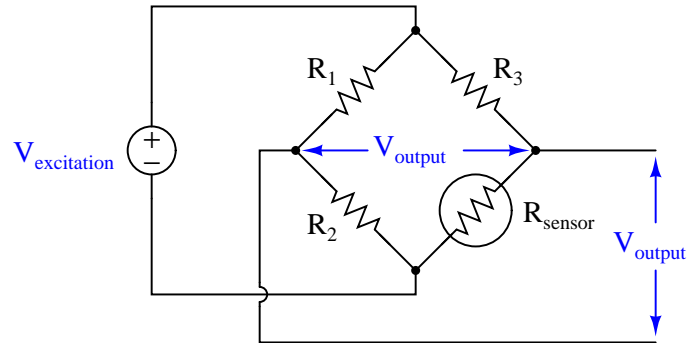 R1
R3
+
−
Vexcitation
Voutput
R2
Rsensor
Voutput